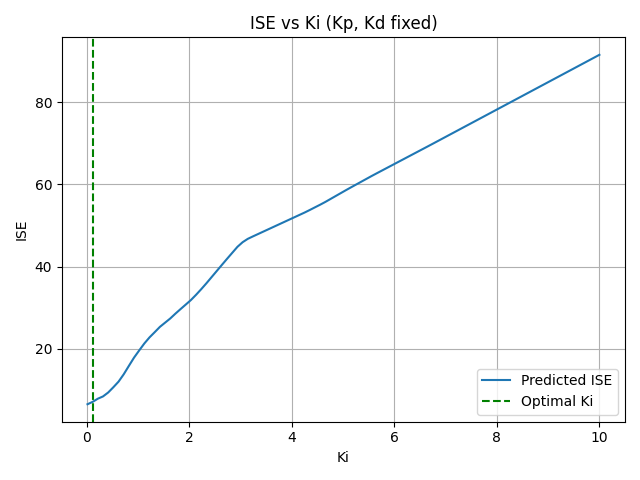 ISE vs Ki (Kp, Kd fixed)
80
60
40
20
ISE
0 2 4 6 8 10
Ki
Predicted ISE
Optimal Ki